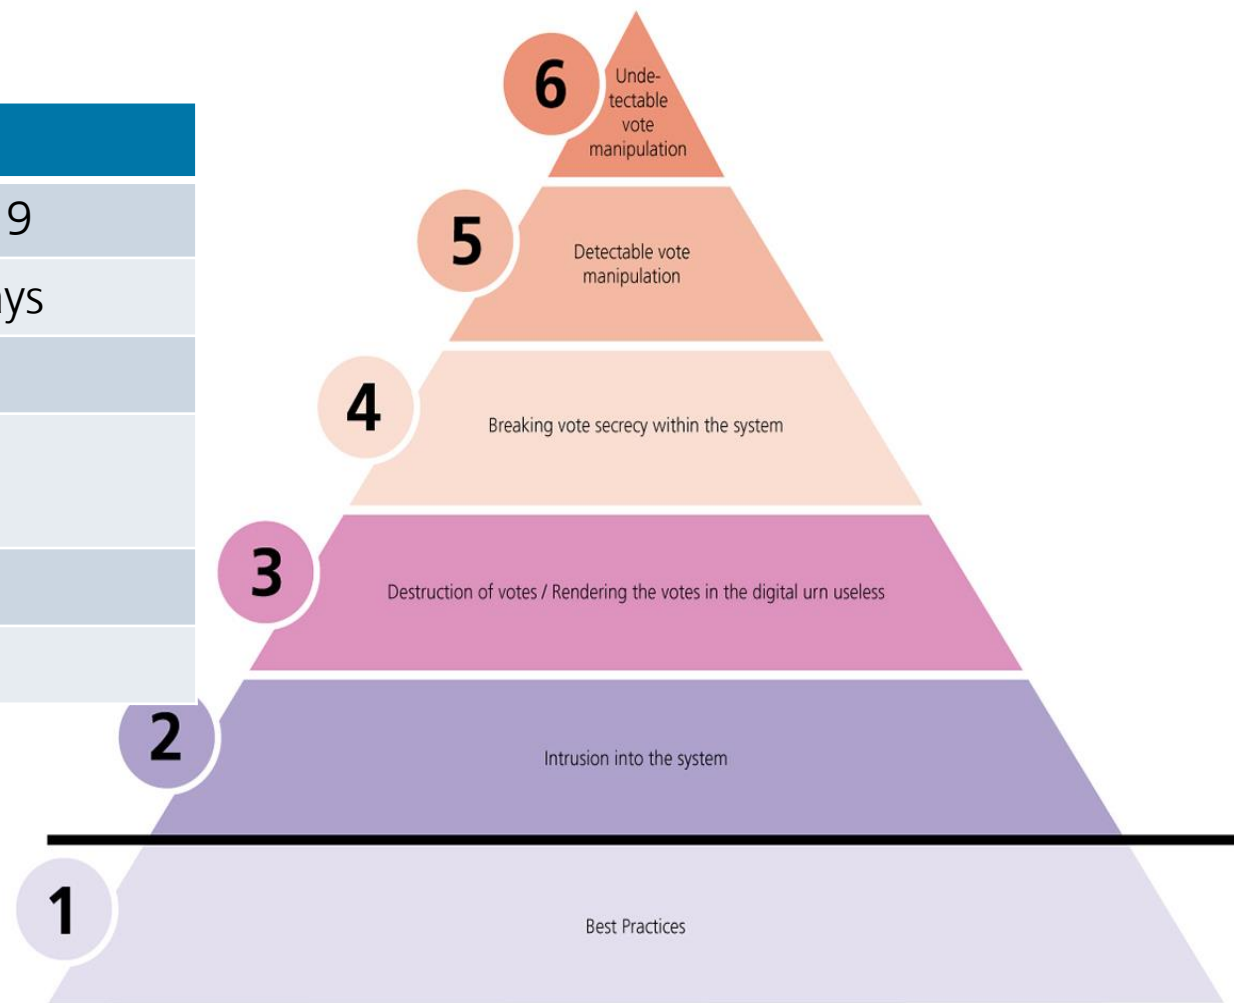 9
ys
6
Unde-
tectable
vote
manipulation
5
Detectable vote
manipulation
4
Breaking vote secrecy within the system
3
Destruction of votes / Rendering the votes in the digital urn useless
2
Intrusion into the system
1
Best Practices